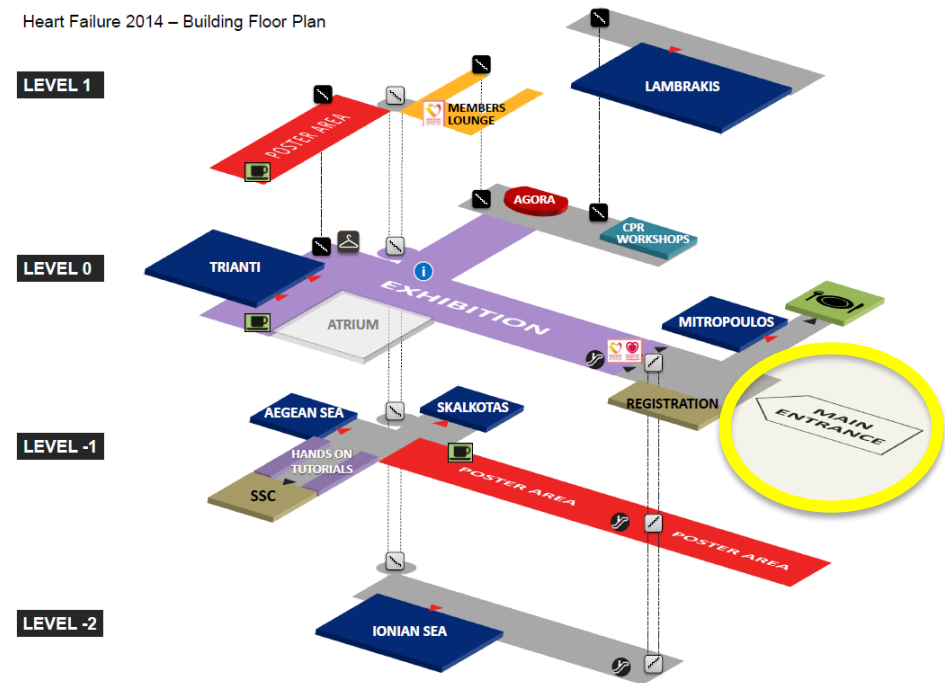 Heart Failure 2014 – Building Floor Plan
LEVEL 1
LAMBRAKIS
MEMBERS
LOUNGE
POSTER AREA
AGORA
CPR
WORKSHOPS
LEVEL 0
TRIANTI
i
EXHIBITION
ATRIUM
MITROPOULOS
REGISTRATION
MAIN
ENTRANCE
LEVEL -1
AEGEAN SEA
SKALKOTAS
HANDS ON
TUTORIALS
SSC
POSTER AREA
POSTER AREA
LEVEL -2
IONIAN SEA